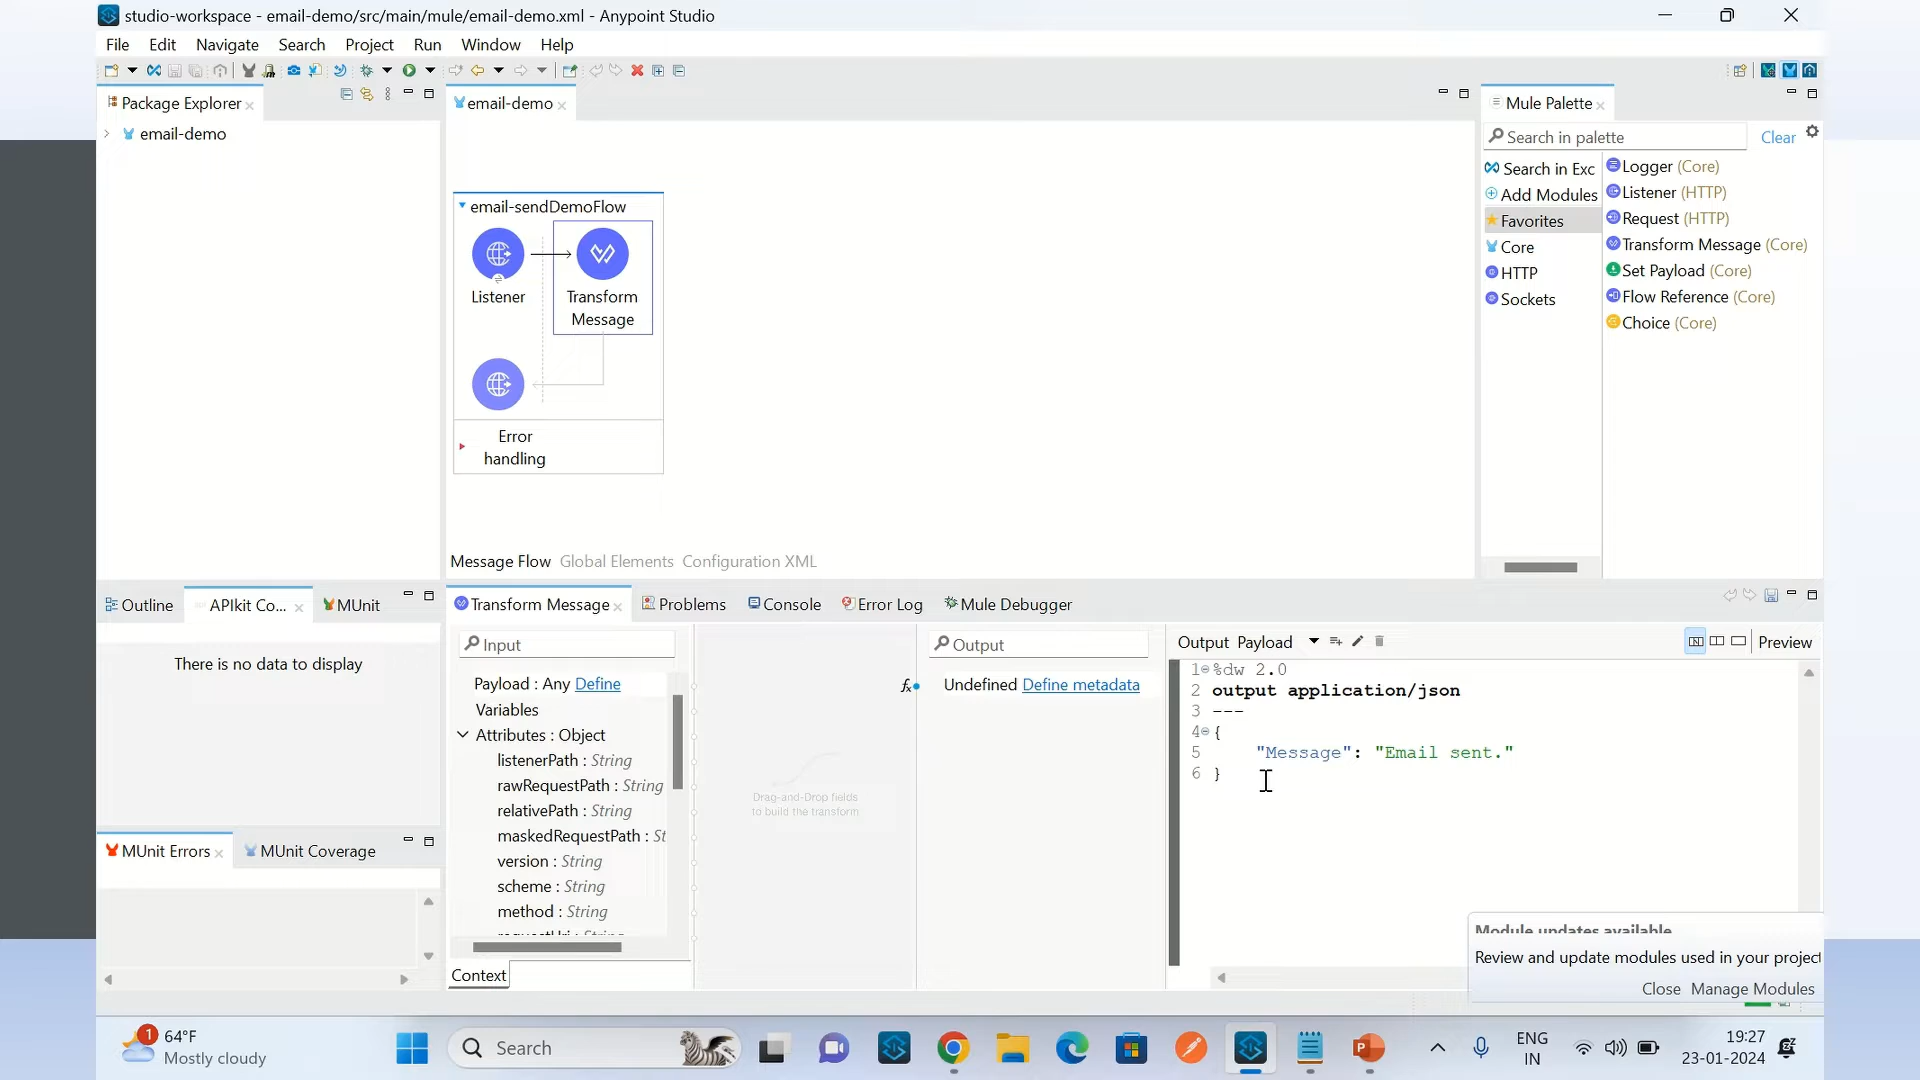 studio-workspace - email-demo/src/main/mule/email-demo.xml - Anypoint Studio
File Edit Navigate Search Project Run Window Help
Package Explorer
email-demo
email-demo
email-sendDemoFlow
Listener
Transform
Message
Error
handling
Message Flow Global Elements Configuration XML
Mule Palette
Search in palette
Clear
Search in Exc
Add Modules
Favorites
Core
HTTP
Sockets
Logger (Core)
Listener (HTTP)
Request (HTTP)
Transform Message (Core)
Set Payload (Core)
Flow Reference (Core)
Choice (Core)
Outline APIkit Co... MUnit
There is no data to display
MUnit Errors MUnit Coverage
Transform Message Problems Console Error Log Mule Debugger
Input
Payload : Any Define
Variables
Attributes : Object
listenerPath : String
rawRequestPath : String
relativePath : String
maskedRequestPath : St
version : String
scheme : String
method : String
requestUri : String
Context
Drag-and-Drop fields
to build the transform
Output
fx
Undefined Define metadata
Output Payload
Preview
1 %dw 2.0
2 output application/json
3 ---
4 {
5 "Message": "Email sent."
6 }
Module updates available
Review and update modules used in your project
Close Manage Modules
1
64°F
Mostly cloudy
Search
ENG
IN
19:27
23-01-2024